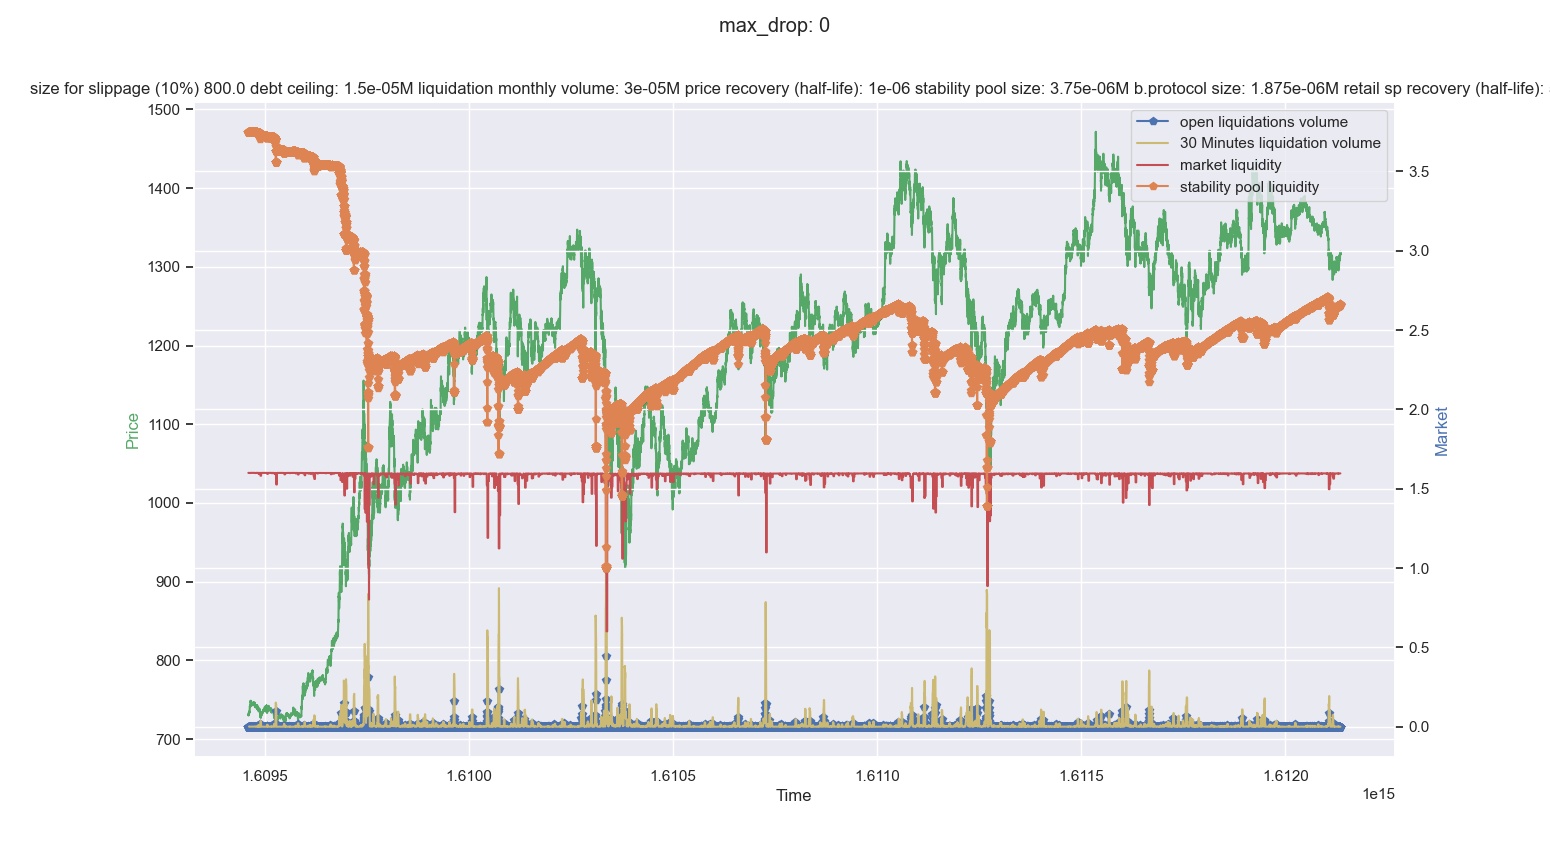 max_drop: 0
size for slippage (10%) 800.0 debt ceiling: 1.5e-05M liquidation monthly volume: 3e-05M price recovery (half-life): 1e-06 stability pool size: 3.75e-06M b.protocol size: 1.875e-06M retail sp recovery (half-life):
open liquidations volume
30 Minutes liquidation volume
market liquidity
stability pool liquidity
1500
1400
1300
1200
1100
1000
900
800
700
Price
3.5
3.0
2.5
2.0
1.5
1.0
0.5
0.0
Market
1.6095
1.6100
1.6105
1.6110
1.6115
1.6120
1e15
Time